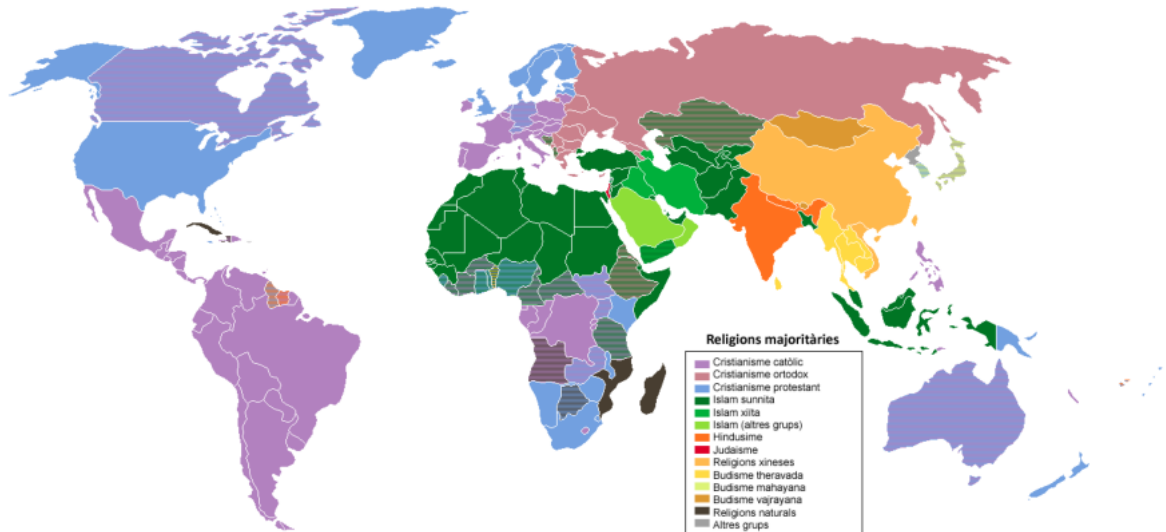 Religions majoritàries
Cristianisme catòlic
Cristianisme ortodox
Cristianisme protestant
Islam sunnita
Islam xiïta
Islam (altres grups)
Hindusime
Judaisme
Religions xineses
Budisme theravada
Budisme mahayana
Budisme vajrayana
Religions naturals
Altres grups